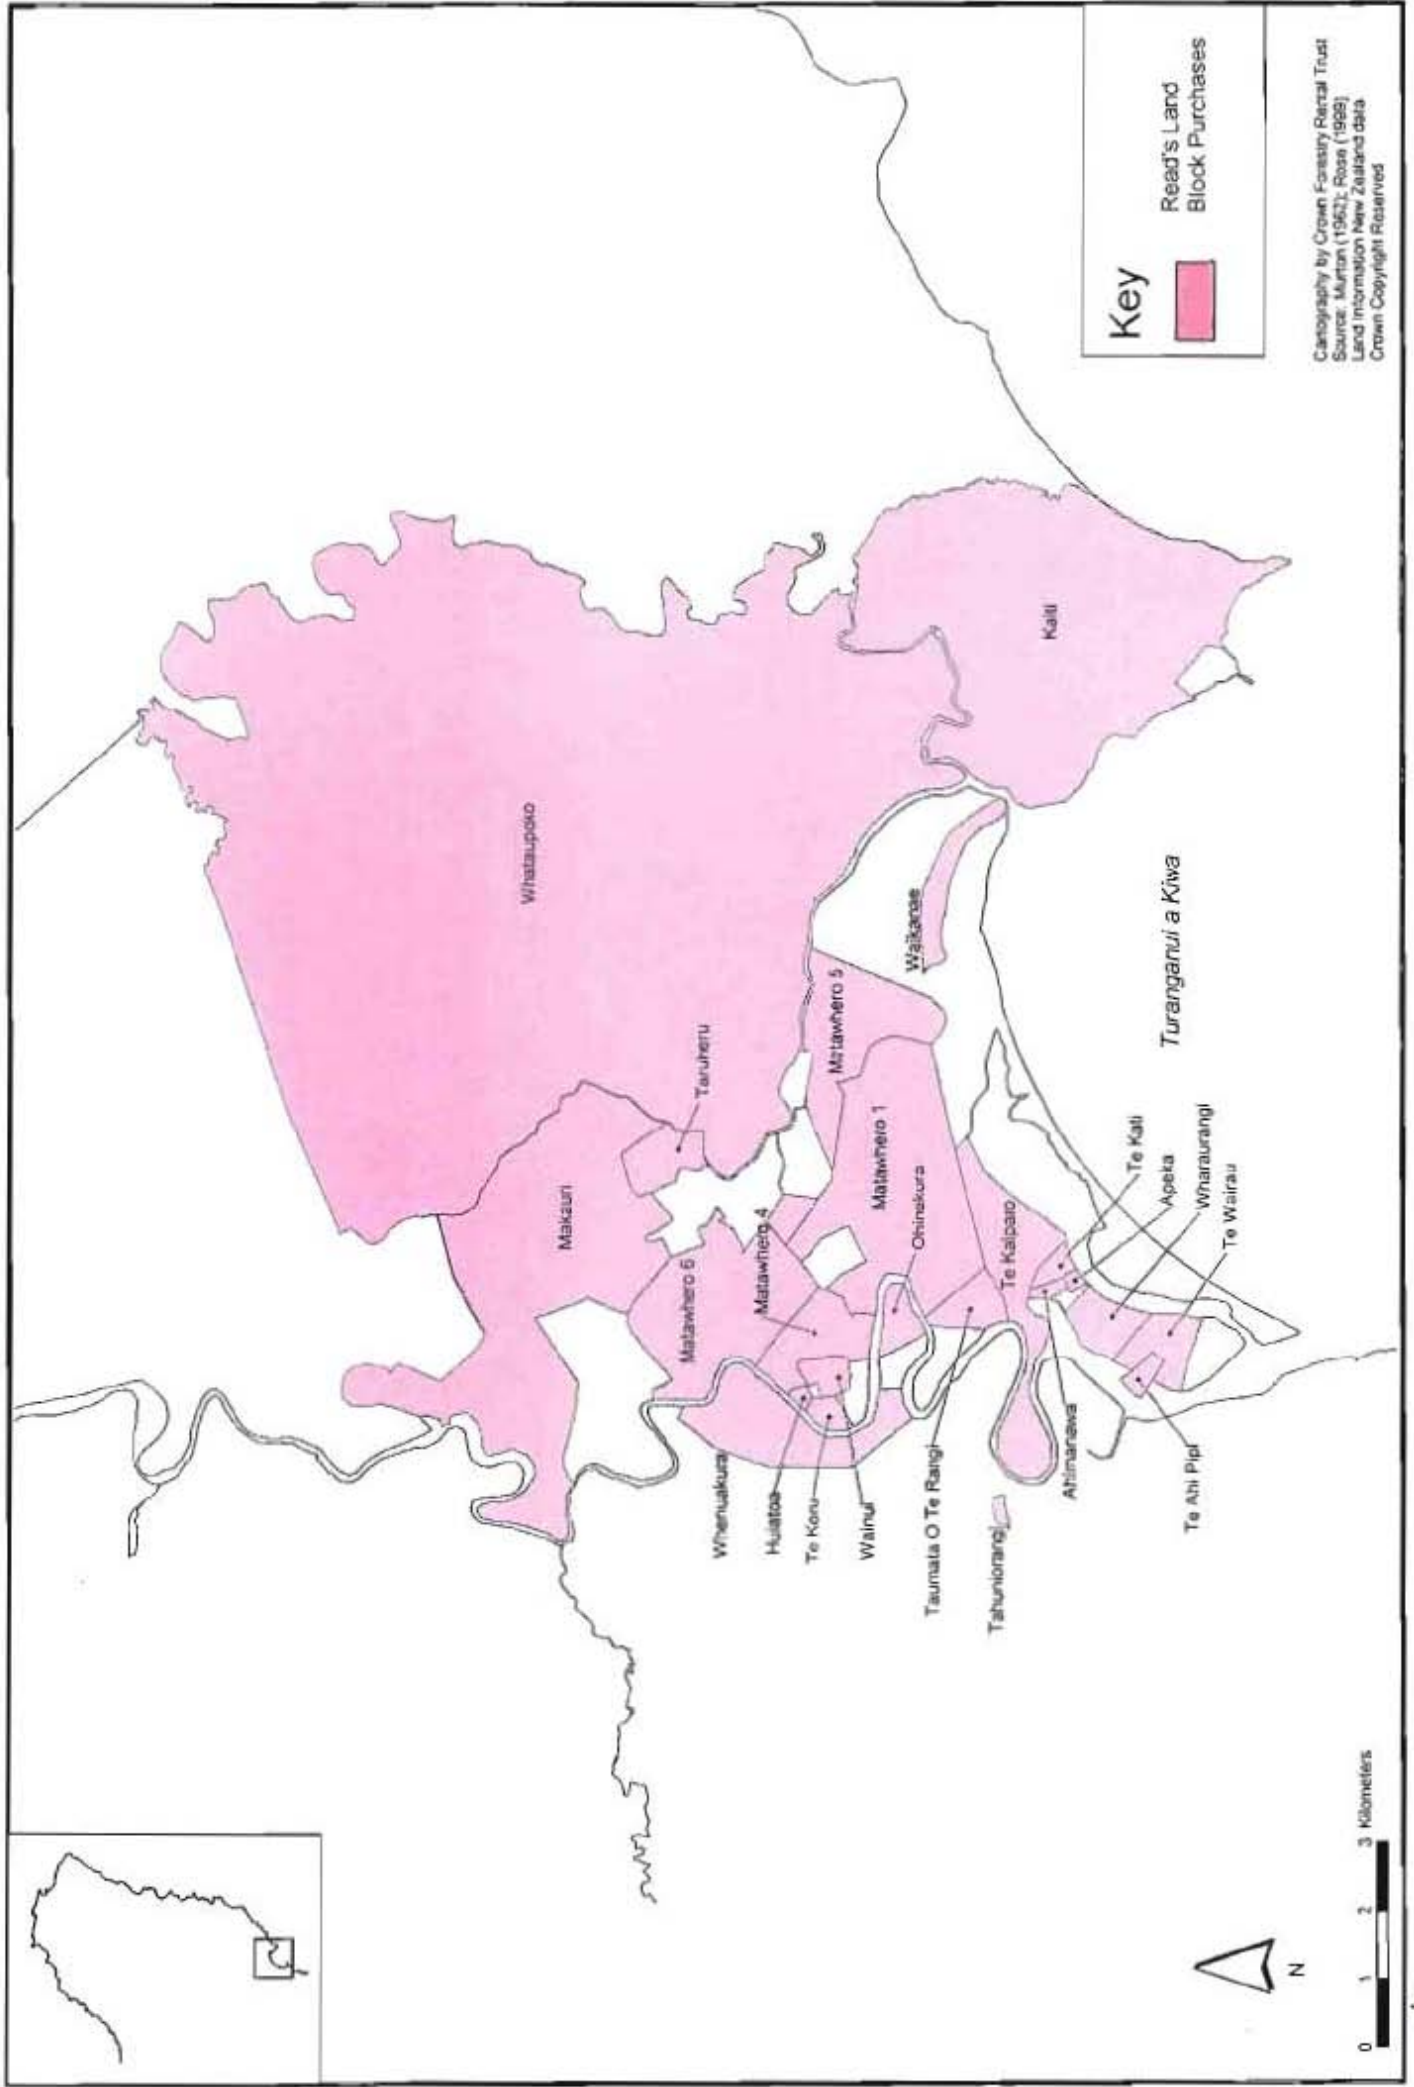 Whataupoko
Makauri
Matawhero 6
Taruheru
Whenuakura
Matawhero 4
Huiatoa
Te Koru
Matawhero 5
Wainui
Matawhero 1
Waikanae
Ohinekura
Taumata O Te Rangi
Tahuniorangi
Te Kaiparo
Kaiti
Ahimanawa
Te Kati
Apeka
Turanganui a Kiwa
Te Ahi Pipi
Wharaurangi
Te Wairau
Key
Read's Land
Block Purchases
N
0 1 2 3 Kilometers
Cartography by Crown Forestry Rental Trust
Source: Murton (1962); Rose (1999)
Land Information New Zealand data
Crown Copyright Reserved